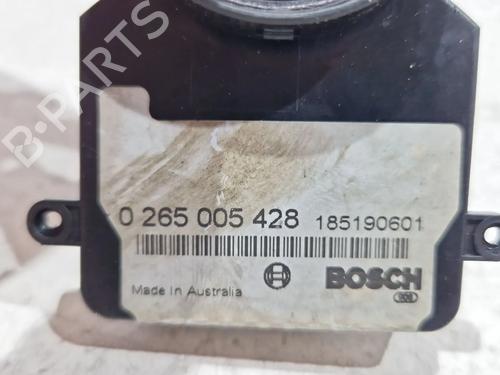 0 265 005 428 185190601
Made In Australia BOSCH
B-PARTS